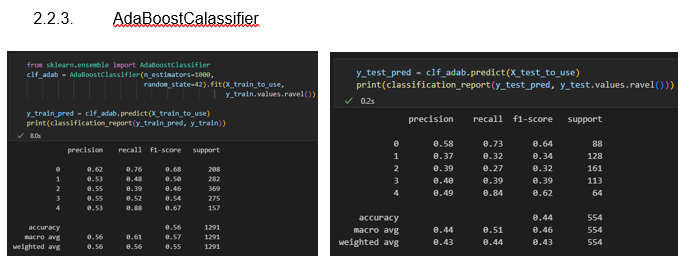 2.2.3. AdaBoostCalassifier
from sklearn.ensemble import AdaBoostClassifier
clf_adab = AdaBoostClassifier(n_estimators=1000,
random_state=42).fit(X_train_to_use,
y_train.values.ravel())
y_train_pred = clf_adab.predict(X_train_to_use)
print(classification_report(y_train_pred, y_train))
✓ 8.0s
precision recall f1-score support
0 0.62 0.76 0.68 208
1 0.53 0.48 0.50 282
2 0.55 0.39 0.46 369
3 0.55 0.52 0.54 275
4 0.53 0.88 0.67 157
accuracy 0.56 1291
macro avg 0.56 0.61 0.57 1291
weighted avg 0.56 0.56 0.55 1291
y_test_pred = clf_adab.predict(X_test_to_use)
print(classification_report(y_test_pred, y_test.values.ravel()))
✓ 0.2s
precision recall f1-score support
0 0.58 0.73 0.64 88
1 0.37 0.32 0.34 128
2 0.39 0.27 0.32 161
3 0.40 0.39 0.39 113
4 0.49 0.84 0.62 64
accuracy 0.44 554
macro avg 0.44 0.51 0.46 554
weighted avg 0.43 0.44 0.43 554